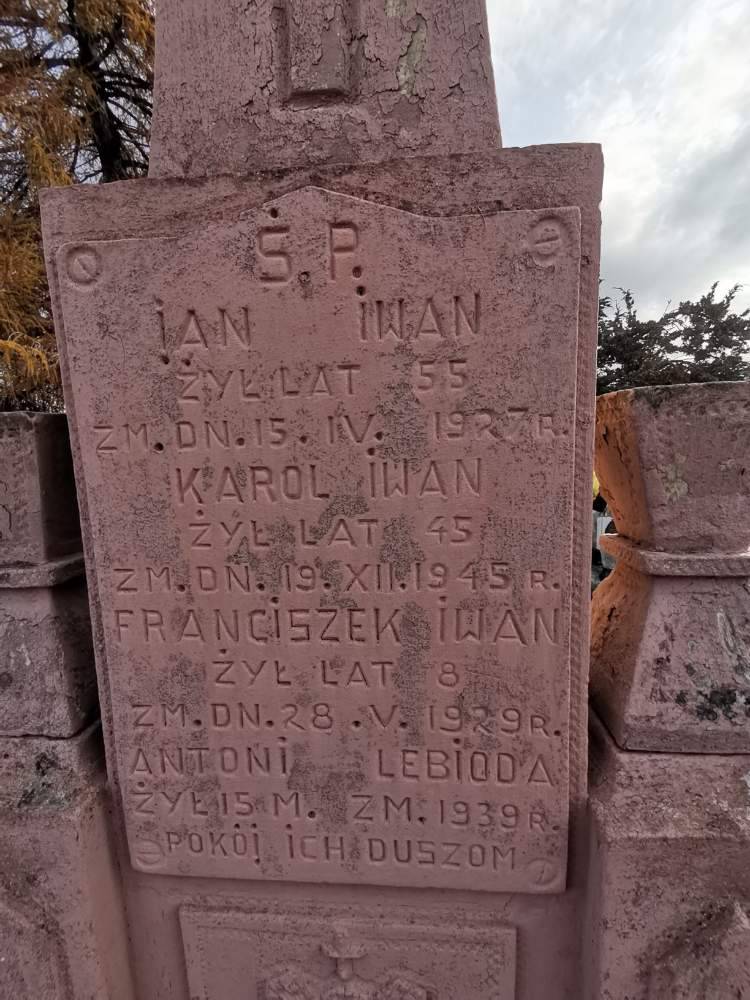 Ś.P.
JAN IWAN
ŻYŁ LAT 55
ZM. DN. 15. IV. 1927 R.
KAROL IWAN
ŻYŁ LAT 45
ZM. DN. 19. XII. 1945 R.
FRANCISZEK IWAN
ŻYŁ LAT 8
ZM. DN. 28. V. 1929 R.
ANTONI LEBIODA
ŻYŁ 15 M. ZM. 1939 R.
POKÓJ ICH DUSZOM